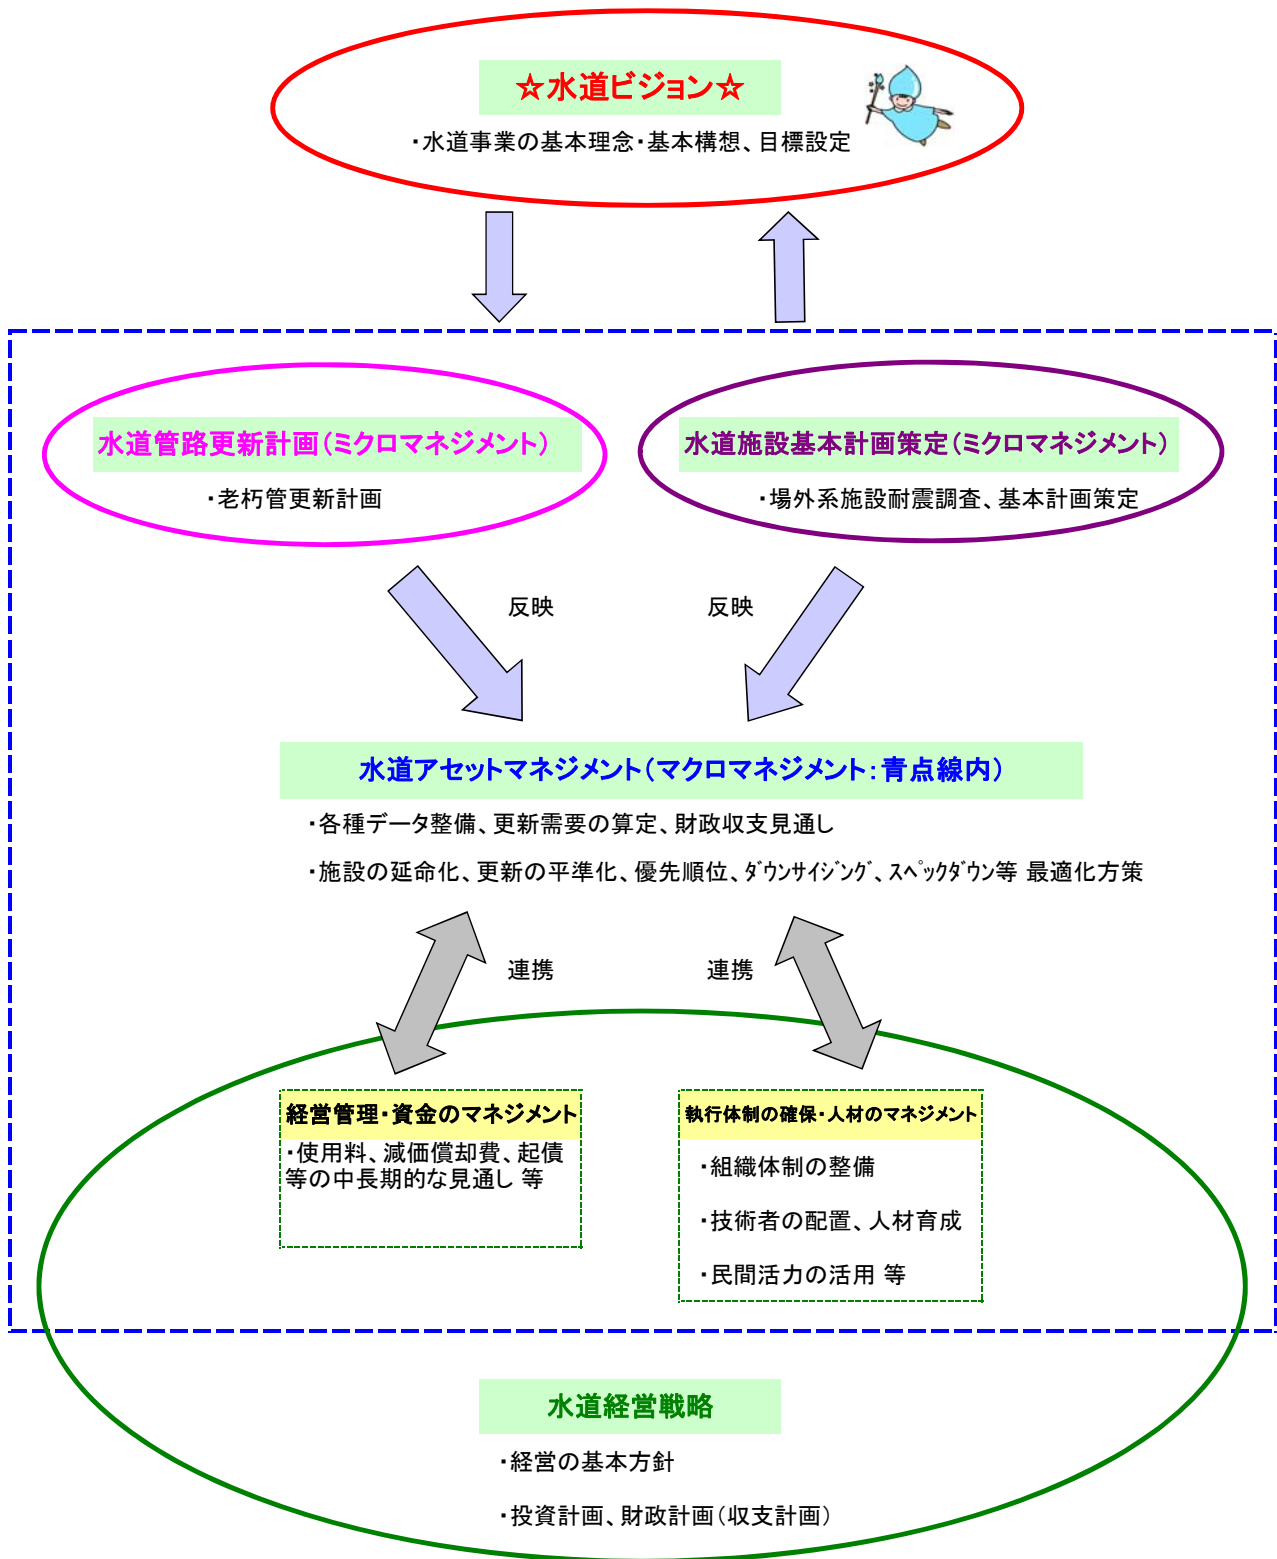 ☆水道ビジョン☆
・水道事業の基本理念・基本構想、目標設定
水道管路更新計画（ミクロマネジメント）
・老朽管更新計画
水道施設基本計画策定（ミクロマネジメント）
・場外系施設耐震調査、基本計画策定
反映
反映
水道アセットマネジメント（マクロマネジメント：青点線内）
・各種データ整備、更新需要の算定、財政収支見通し
・施設の延命化、更新の平準化、優先順位、ﾀﾞｳﾝｻｲｼﾞﾝｸﾞ、ｽﾍﾟｯｸﾀﾞｳﾝ等 最適化方策
連携
連携
経営管理・資金のマネジメント
・使用料、減価償却費、起債
等の中長期的な見通し 等
執行体制の確保・人材のマネジメント
・組織体制の整備
・技術者の配置、人材育成
・民間活力の活用 等
水道経営戦略
・経営の基本方針
・投資計画、財政計画（収支計画）